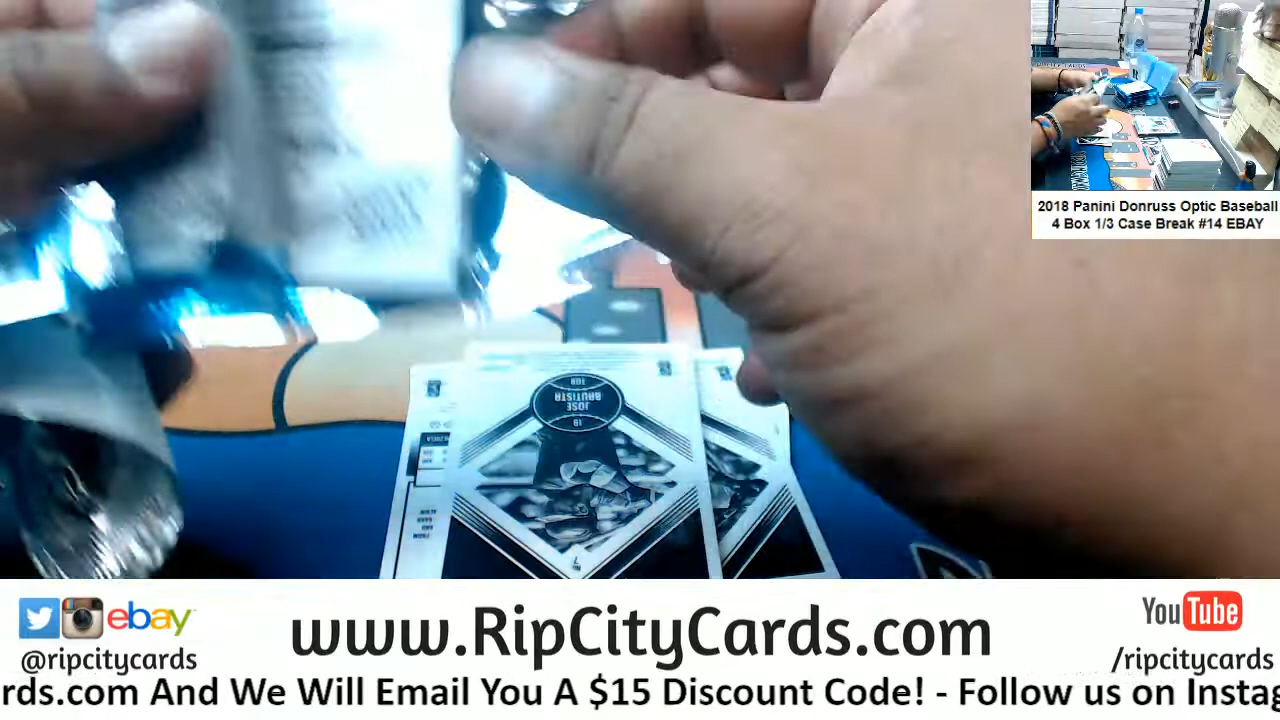 2018 Panini Donruss Optic Baseball
4 Box 1/3 Case Break #14 EBAY
JOSE
BAUTISTA
19
ebay
@ripcitycards
www.RipCityCards.com
YouTube
/ripcitycards
rds.com And We Will Email You A $15 Discount Code! - Follow us on Instag